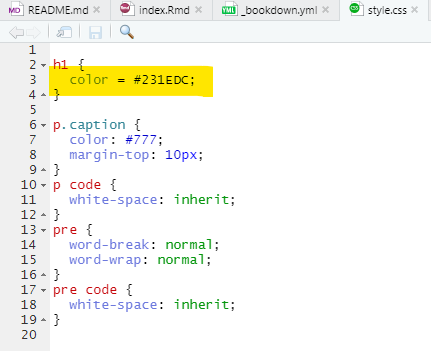 README.md × index.Rmd × _bookdown.yml × style.css ×
1
2 h1 {
3   color = #231EDC;
4 }
5
6 p.caption {
7   color: #777;
8   margin-top: 10px;
9 }
10 p code {
11   white-space: inherit;
12 }
13 pre {
14   word-break: normal;
15   word-wrap: normal;
16 }
17 pre code {
18   white-space: inherit;
19 }
20